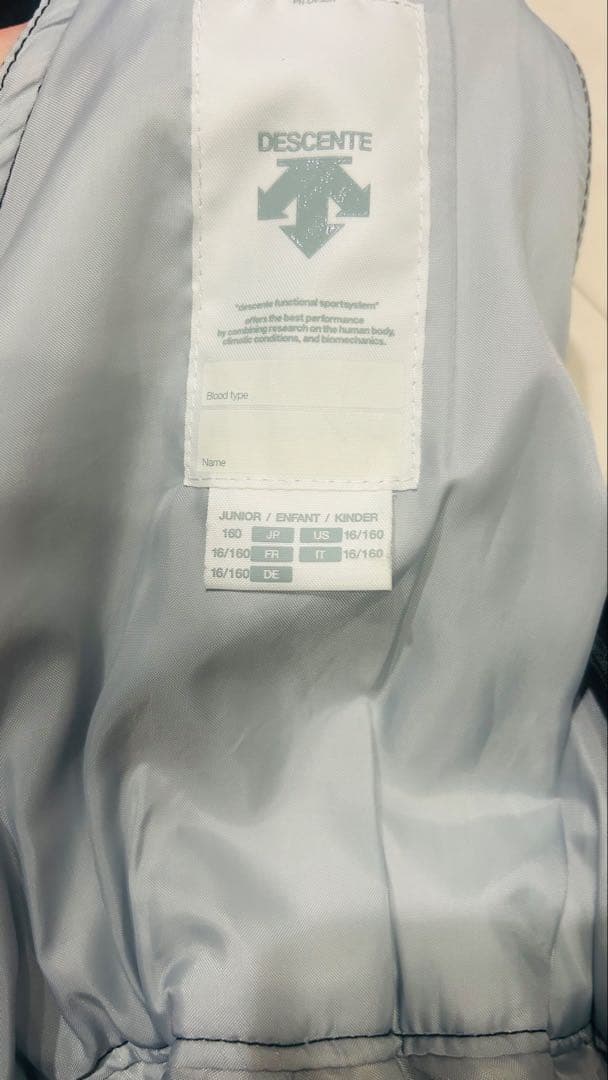 DESCENTE
"descente functional sportsystem"
offers the best performance
by combining research on the human body,
climatic conditions, and biomechanics.
Blood type
Name
JUNIOR / ENFANT / KINDER
160 JP US 16/160
16/160 FR IT 16/160
16/160 DE